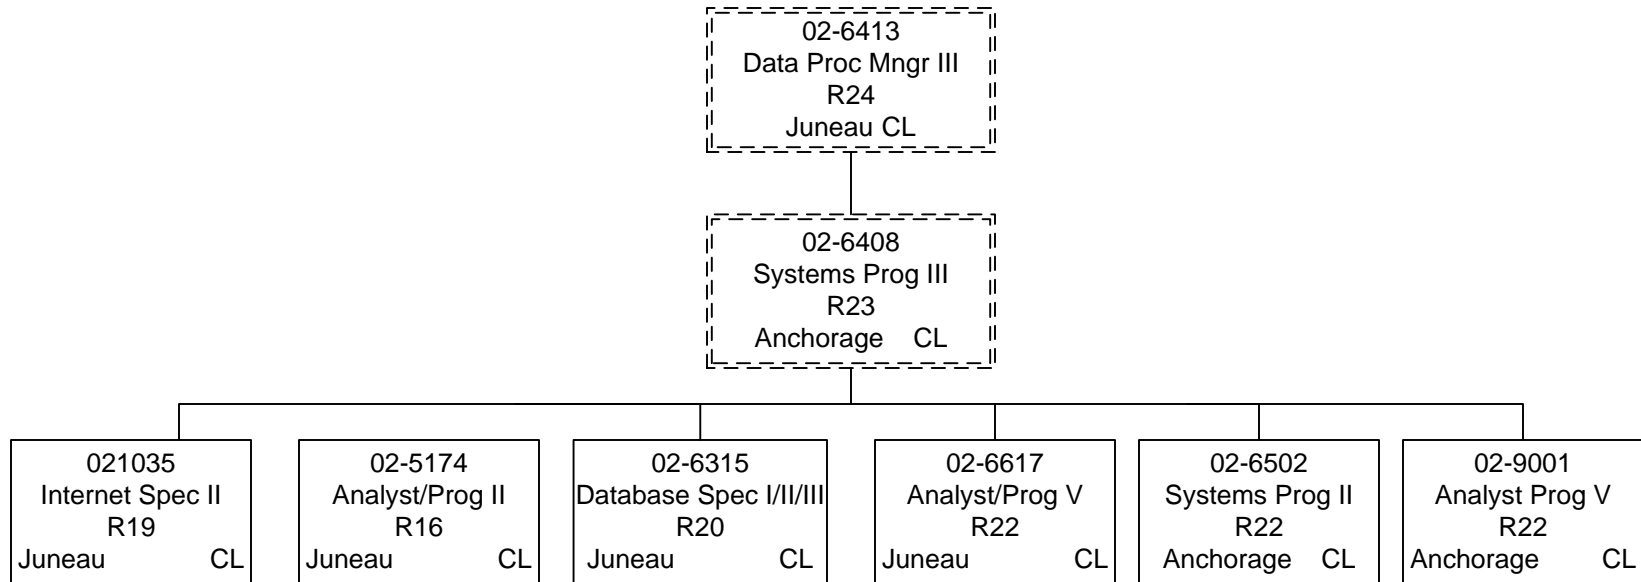 02-6413
Data Proc Mngr III
R24
Juneau CL
02-6408
Systems Prog III
R23
Anchorage CL
021035
Internet Spec II
R19
Juneau CL
02-5174
Analyst/Prog II
R16
Juneau CL
02-6315
Database Spec I/II/III
R20
Juneau CL
02-6617
Analyst/Prog V
R22
Juneau CL
02-6502
Systems Prog II
R22
Anchorage CL
02-9001
Analyst Prog V
R22
Anchorage CL